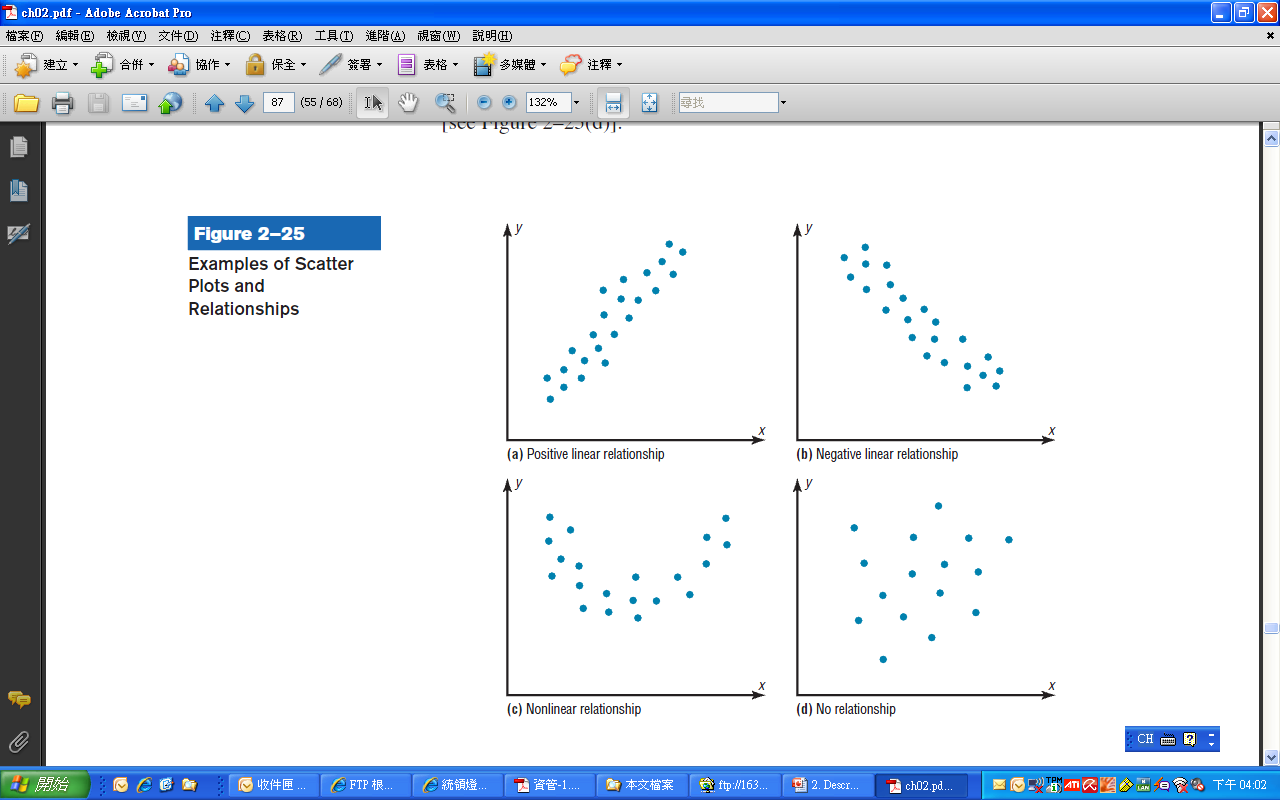 ch02.pdf - Adobe Acrobat Pro
檔案(F) 編輯(E) 檢視(V) 文件(D) 注釋(C) 表格(R) 工具(T) 進階(A) 視窗(W) 說明(H)
建立 合併 協作 保全 簽署 表格 多媒體 注釋
87 (55 / 68) 132% 尋找
[see Figure 2–25(d)].
Figure 2–25
Examples of Scatter
Plots and
Relationships
y
x
(a) Positive linear relationship
y
x
(b) Negative linear relationship
y
x
(c) Nonlinear relationship
y
x
(d) No relationship
CH
開始 收件匣 ... FTP 根... 統領燈... 資管-1.... 本文檔案 ftp://163... 2. Descr... ch02.pd... 下午 04:02